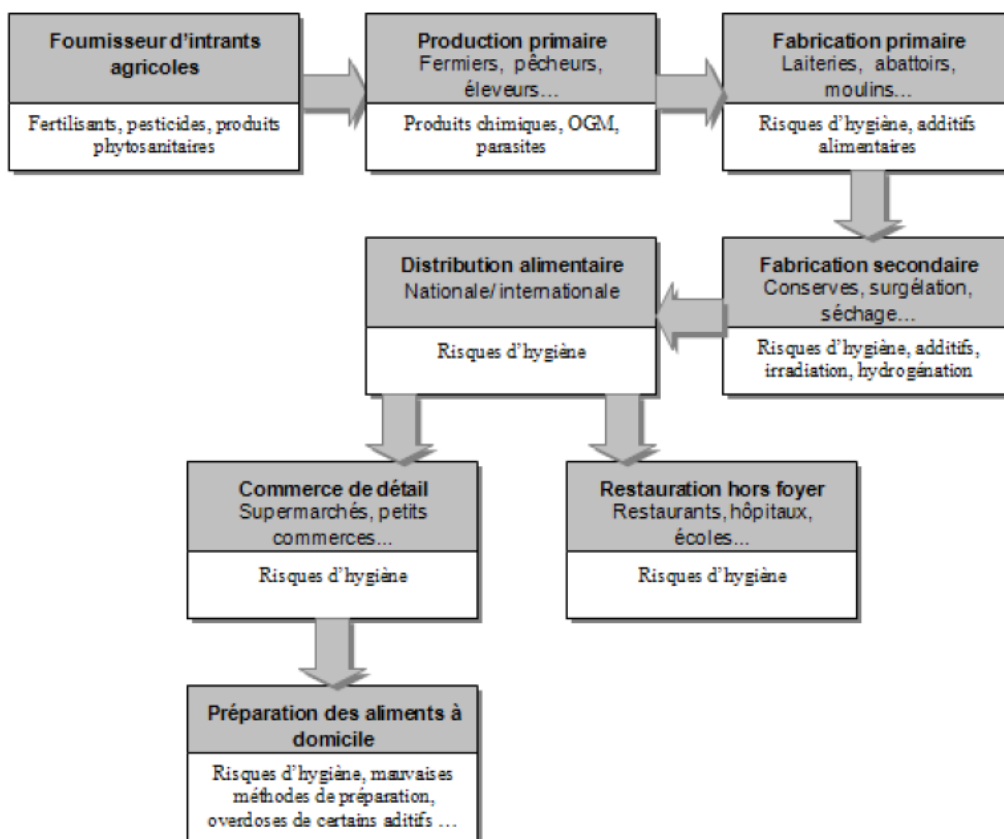 Fournisseur d'intrants
agricoles
Fertilisants, pesticides, produits
phytosanitaires
Production primaire
Fermiers, pêcheurs,
éleveurs...
Produits chimiques, OGM,
parasites
Fabrication primaire
Laiteries, abattoirs,
moulins...
Risques d'hygiène, additifs
alimentaires
Fabrication secondaire
Conserves, surgélation,
séchage...
Risques d'hygiène, additifs,
irradiation, hydrogénation
Distribution alimentaire
Nationale/ internationale
Risques d'hygiène
Commerce de détail
Supermarchés, petits
commerces...
Risques d'hygiène
Restauration hors foyer
Restaurants, hôpitaux,
écoles...
Risques d'hygiène
Préparation des aliments à
domicile
Risques d'hygiène, mauvaises
méthodes de préparation,
overdoses de certains aditifs ...